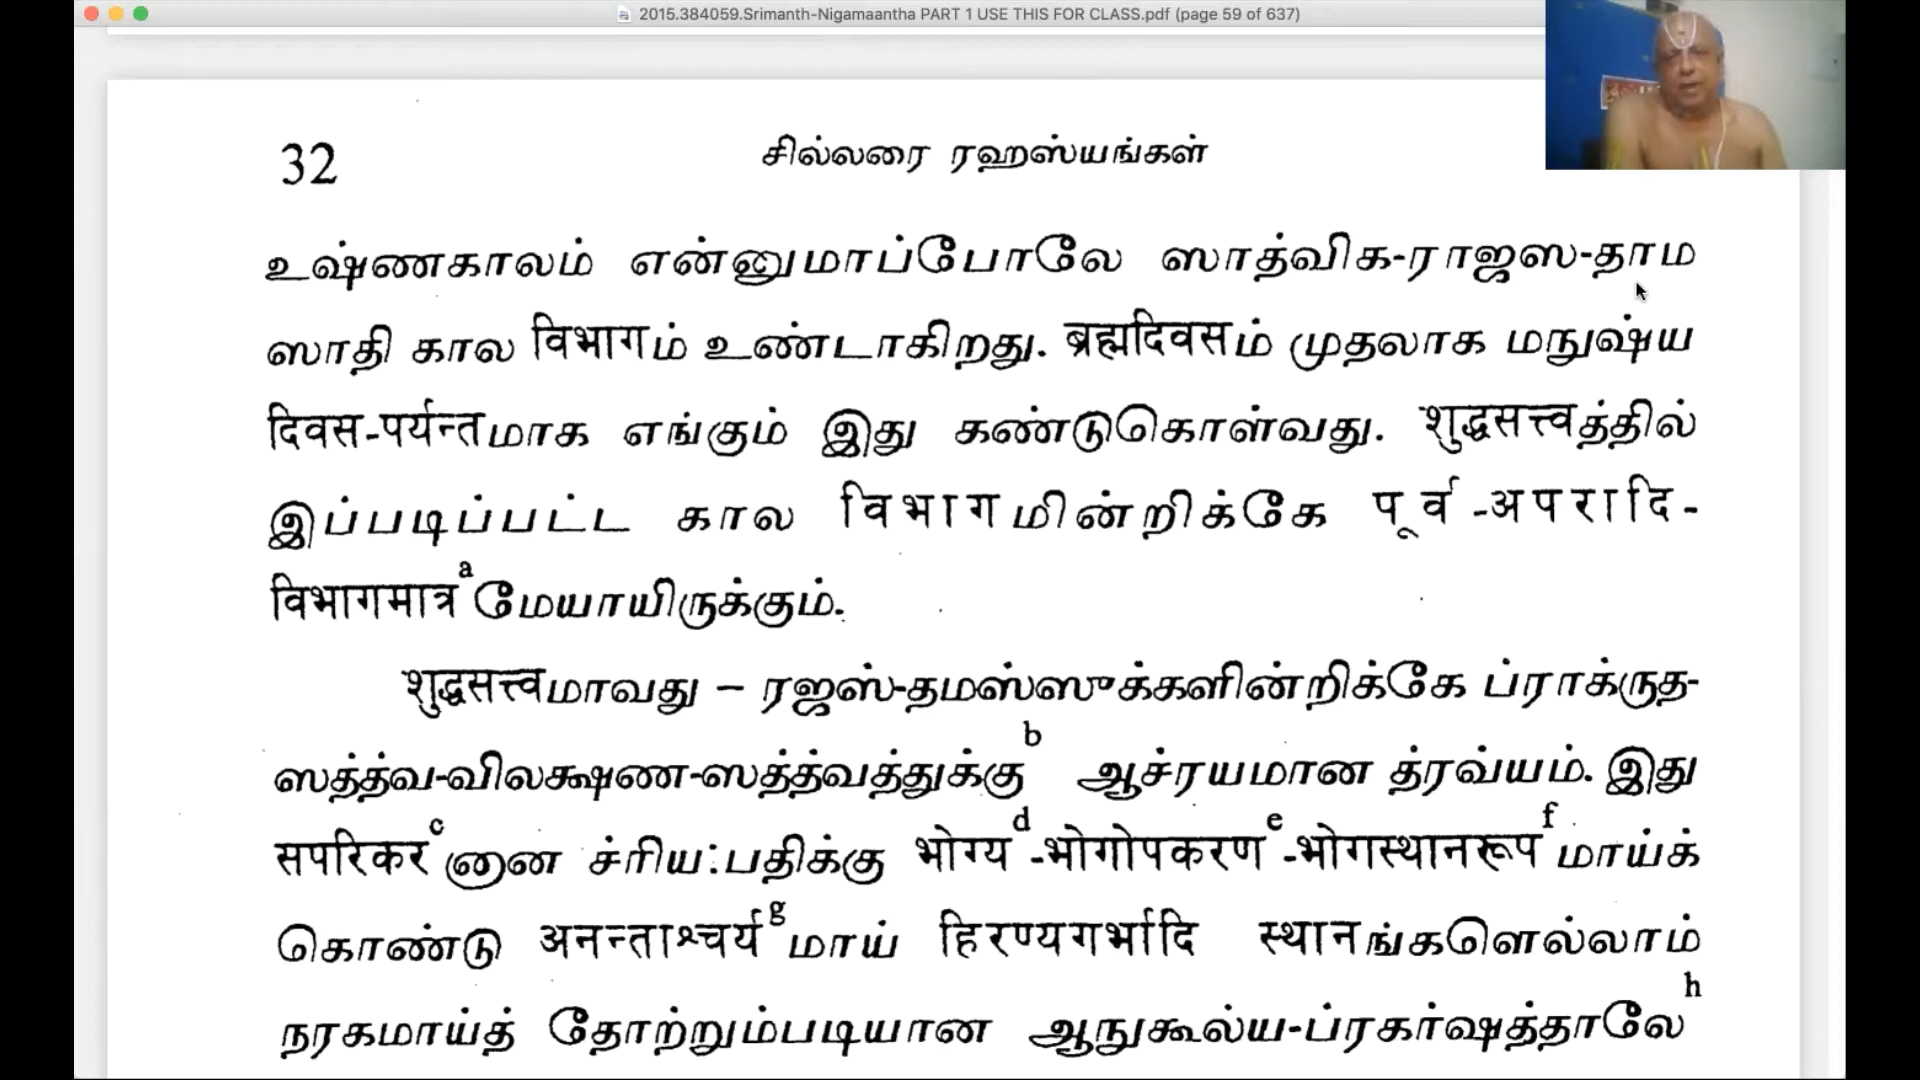 2015.384059.Srimanth-Nigamaantha PART 1 USE THIS FOR CLASS.pdf (page 59 of 637)
32 சில்லரை ரஹஸ்யங்கள்
உஷ்ணகாலம் என்னுமாப்போலே ஸாத்விக-ராஜஸ-தாம
ஸாதி கால विभागம் உண்டாகிறது. ब्रह्मदिवसம் முதலாக மநுஷ்ய
दिवस-पर्यन्तமாக எங்கும் இது கண்டுகொள்வது. शुद्धसत्त्वத்தில்
இப்படிப்பட்ட கால विभागமின்றிக்கே पूर्व-अपरादि-
विभागमात्र a மேயாயிருக்கும்.
शुद्धसत्त्वமாவது – ரஜஸ்-தமஸ்ஸுக்களின்றிக்கே ப்ராக்ருத-
ஸத்த்வ-விலக்ஷண-ஸத்த்வத்துக்கு b ஆச்ரயமான த்ரவ்யம். இது
सपरिकर c னான ச்ரிய:பதிக்கு भोग्य d -भोगोपकरण e -भोगस्थानरूप f மாய்க்
கொண்டு अनन्ताश्चर्य g மாய் हिरण्यगर्भादि स्थानங்களெல்லாம்
நரகமாய்த் தோற்றும்படியான ஆநுகூல்ய-ப்ரகர்ஷத்தாலே h